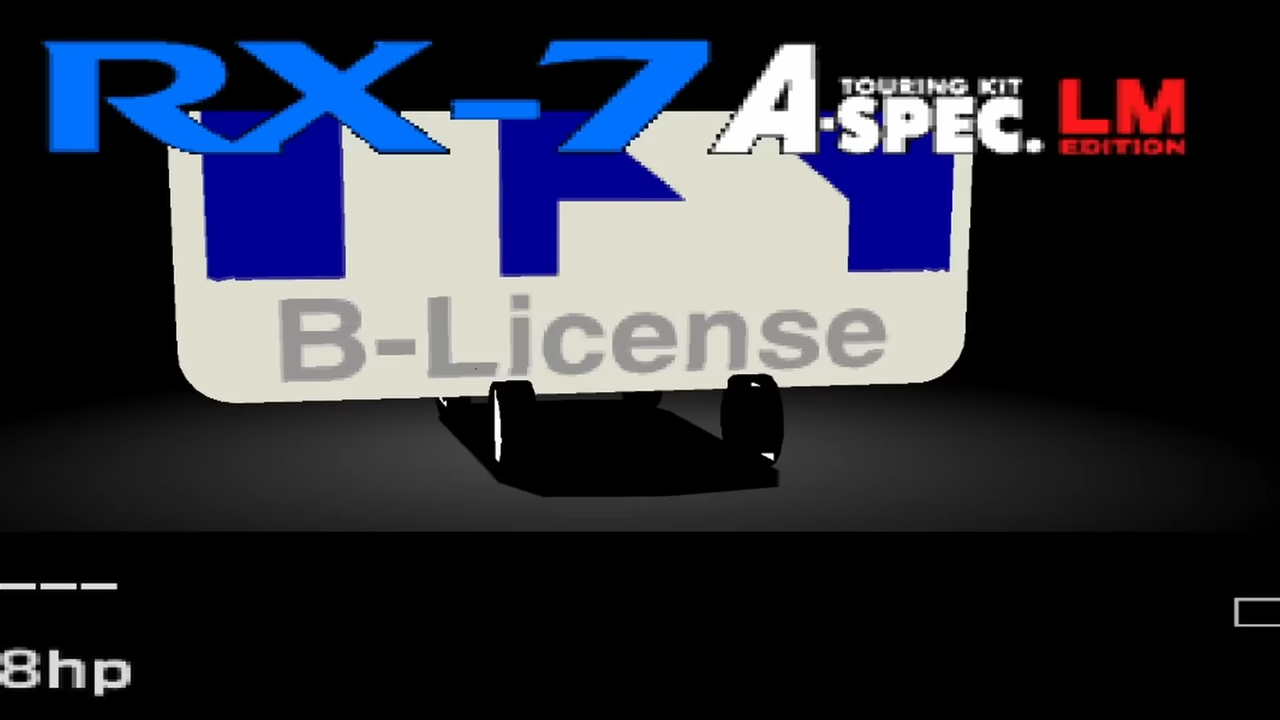 RX-7 A-SPEC. TOURING KIT LM EDITION
B-License
---
8hp